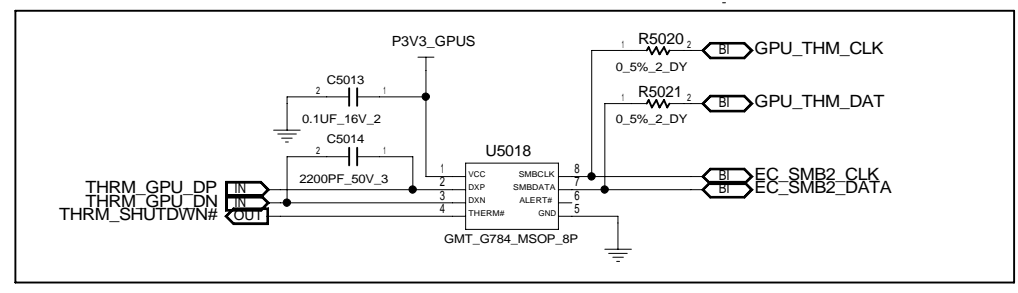 P3V3_GPUS
1 R5020 2 BI GPU_THM_CLK
0_5%_2_DY
C5013
2 1
0.1UF_16V_2
1 R5021 2 BI GPU_THM_DAT
0_5%_2_DY
C5014
2 1
2200PF_50V_3
U5018
1 VCC SMBCLK 8 BI EC_SMB2_CLK
THRM_GPU_DP IN 2 DXP SMBDATA 7 BI EC_SMB2_DATA
THRM_GPU_DN IN 3 DXN ALERT# 6
THRM_SHUTDWN# OUT 4 THERM# GND 5
GMT_G784_MSOP_8P